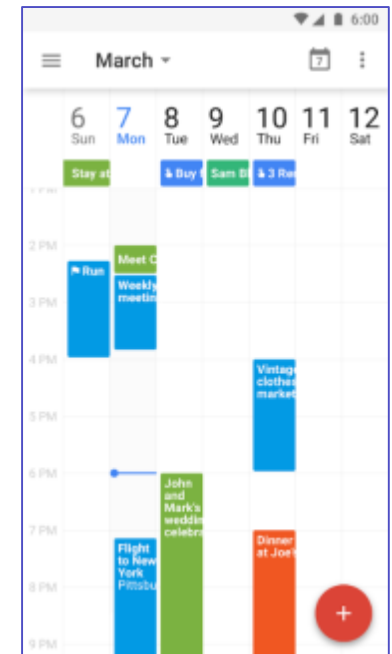 6:00
March
7
6 7 8 9 10 11 12
Sun Mon Tue Wed Thu Fri Sat
Stay at
Buy
Sam Bl
3 Re
1 PM
2 PM
Meet C
Run
Weekly
meetin
3 PM
4 PM
Vintage
clothes
market
5 PM
6 PM
John
and
Mark's
weddin
celebra
7 PM
Flight
to New
York
Pittsbu
Dinner
at Joe's
8 PM
9 PM